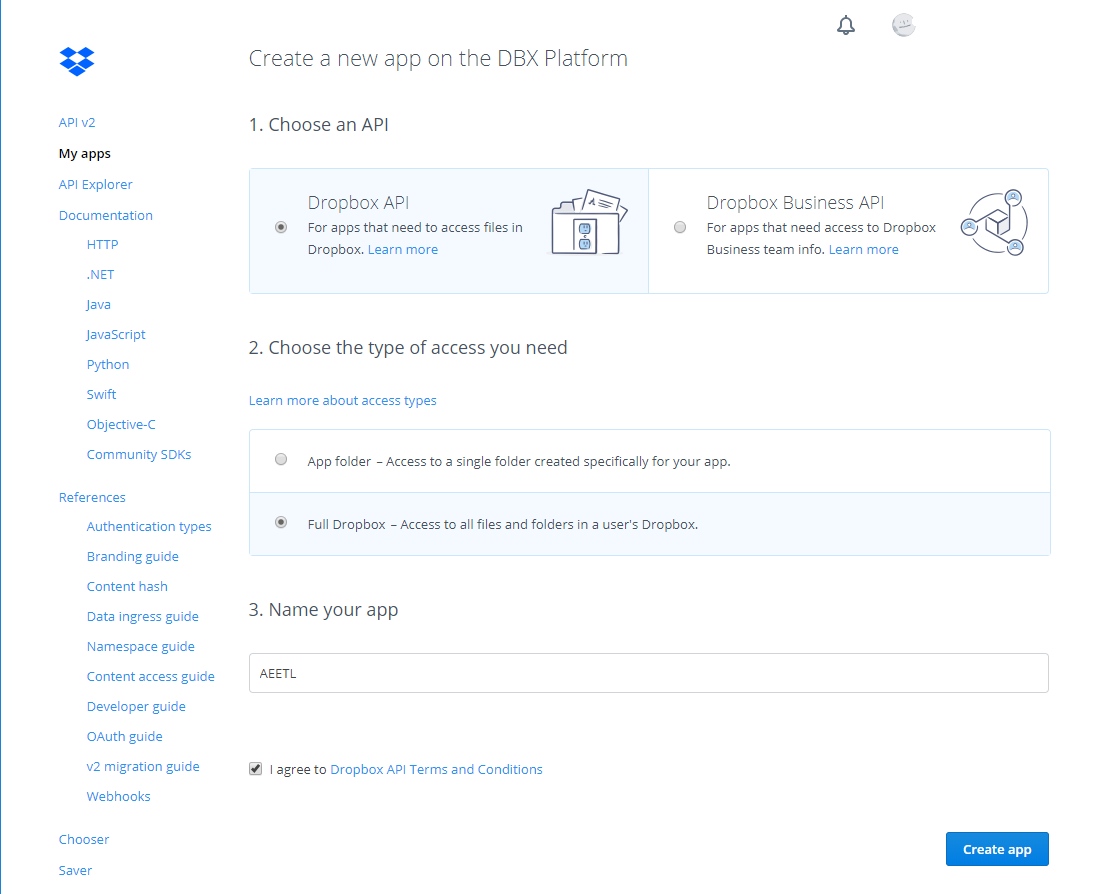 Create a new app on the DBX Platform
API v2
My apps
API Explorer
Documentation
HTTP
.NET
Java
JavaScript
Python
Swift
Objective-C
Community SDKs
References
Authentication types
Branding guide
Content hash
Data ingress guide
Namespace guide
Content access guide
Developer guide
OAuth guide
v2 migration guide
Webhooks
Chooser
Saver
1. Choose an API
Dropbox API
For apps that need to access files in
Dropbox. Learn more
Dropbox Business API
For apps that need access to Dropbox
Business team info. Learn more
2. Choose the type of access you need
Learn more about access types
App folder – Access to a single folder created specifically for your app.
Full Dropbox – Access to all files and folders in a user's Dropbox.
3. Name your app
AEETL
I agree to Dropbox API Terms and Conditions
Create app